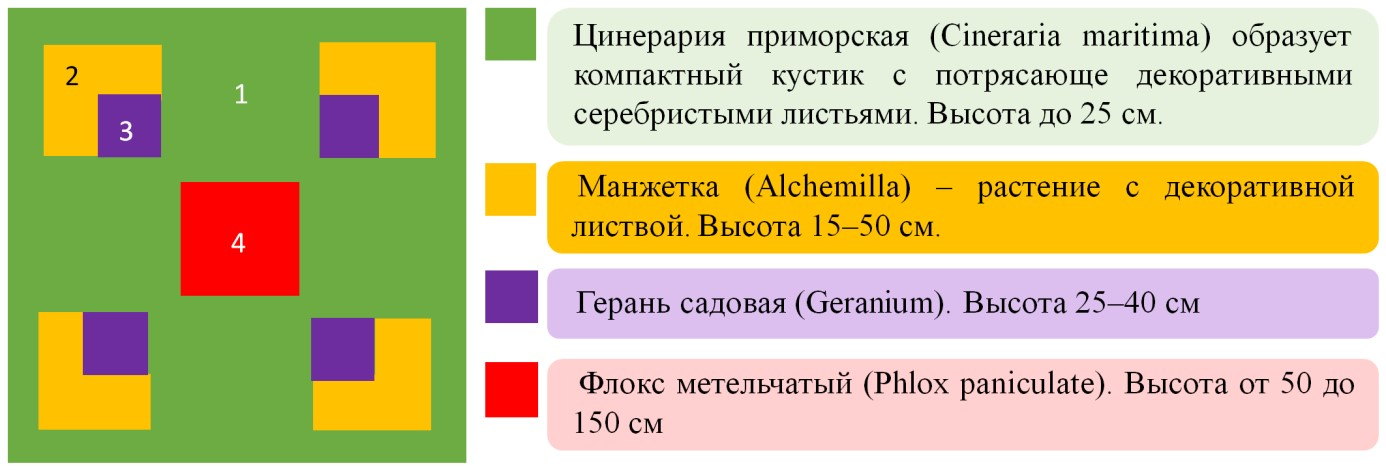 2
1
3
4
Цинерария приморская (Cineraria maritima) образует
компактный кустик с потрясающе декоративными
серебристыми листьями. Высота до 25 см.
Манжетка (Alchemilla) – растение с декоративной
листвой. Высота 15–50 см.
Герань садовая (Geranium). Высота 25–40 см
Флокс метельчатый (Phlox paniculate). Высота от 50 до
150 см